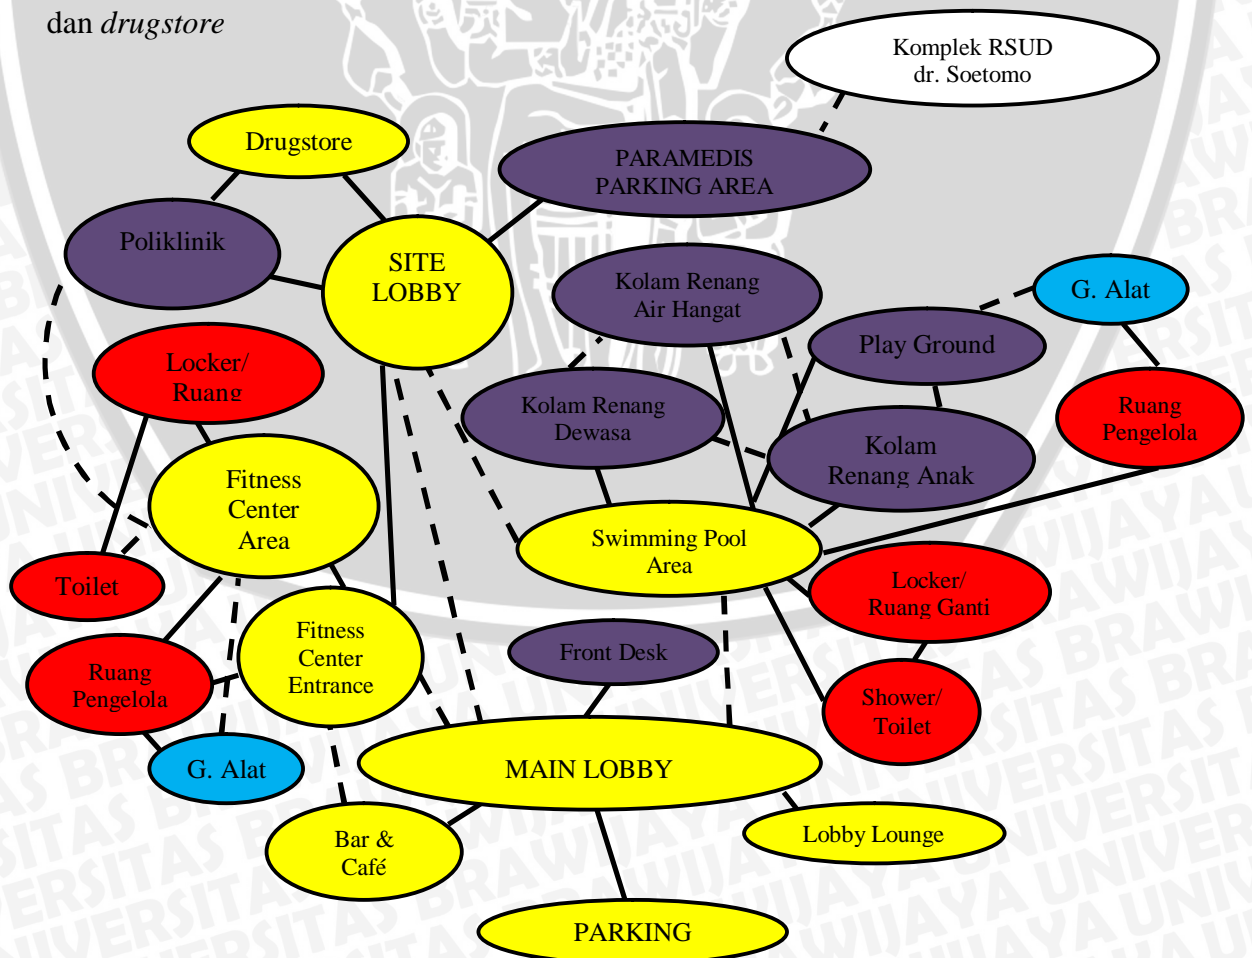 dan drugstore
Komplek RSUD
dr. Soetomo
Drugstore
PARAMEDIS
PARKING AREA
Poliklinik
SITE
LOBBY
Kolam Renang
Air Hangat
G. Alat
Play Ground
Locker/
Ruang
Kolam Renang
Dewasa
Ruang
Pengelola
Kolam
Renang Anak
Fitness
Center
Area
Swimming Pool
Area
Toilet
Locker/
Ruang Ganti
Fitness
Center
Entrance
Front Desk
Ruang
Pengelola
Shower/
Toilet
G. Alat
MAIN LOBBY
Bar &
Café
Lobby Lounge
PARKING